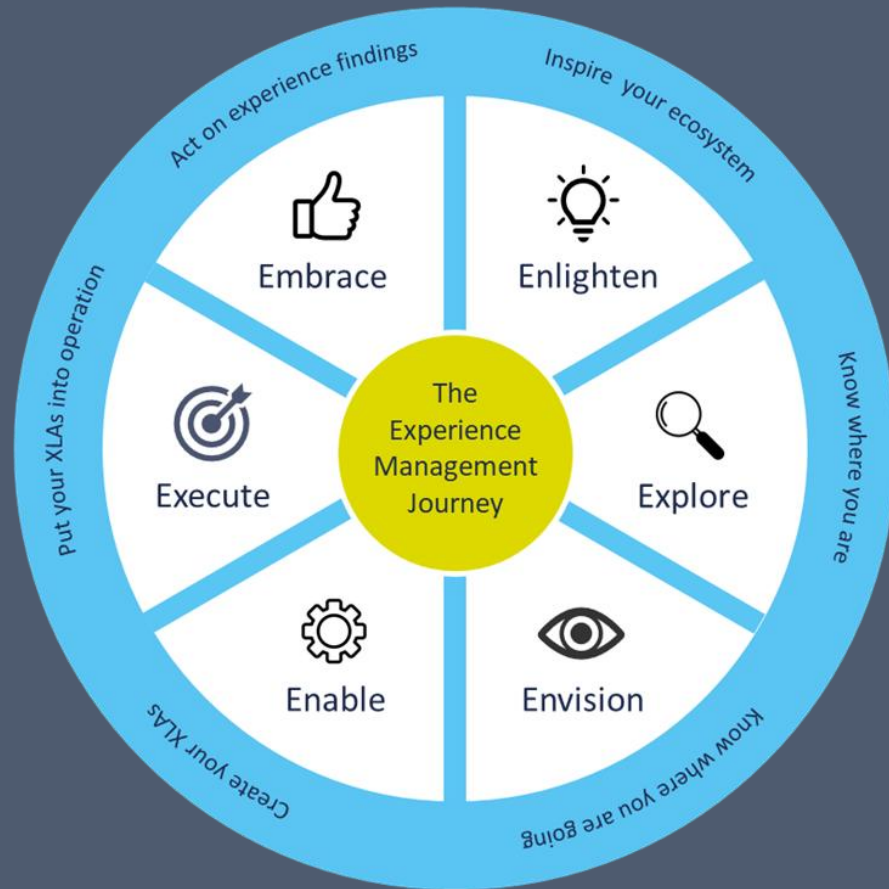 The
Experience
Management
Journey
Inspire your ecosystem
Enlighten
Know where you are
Explore
Know where you are going
Envision
Create your XLAs
Enable
Put your XLAs into operation
Execute
Act on experience findings
Embrace